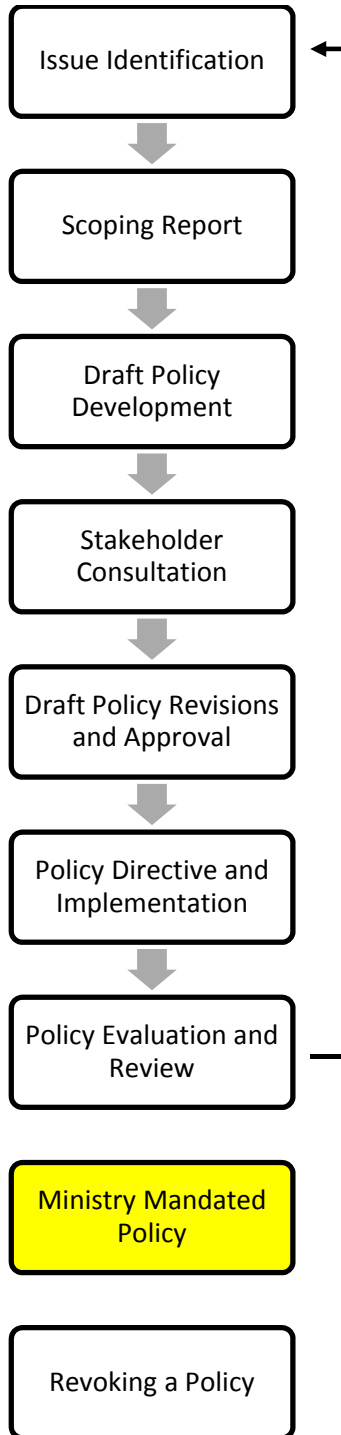 Issue Identification
Scoping Report
Draft Policy
Development
Stakeholder
Consultation
Draft Policy Revisions
and Approval
Policy Directive and
Implementation
Policy Evaluation and
Review
Ministry Mandated
Policy
Revoking a Policy